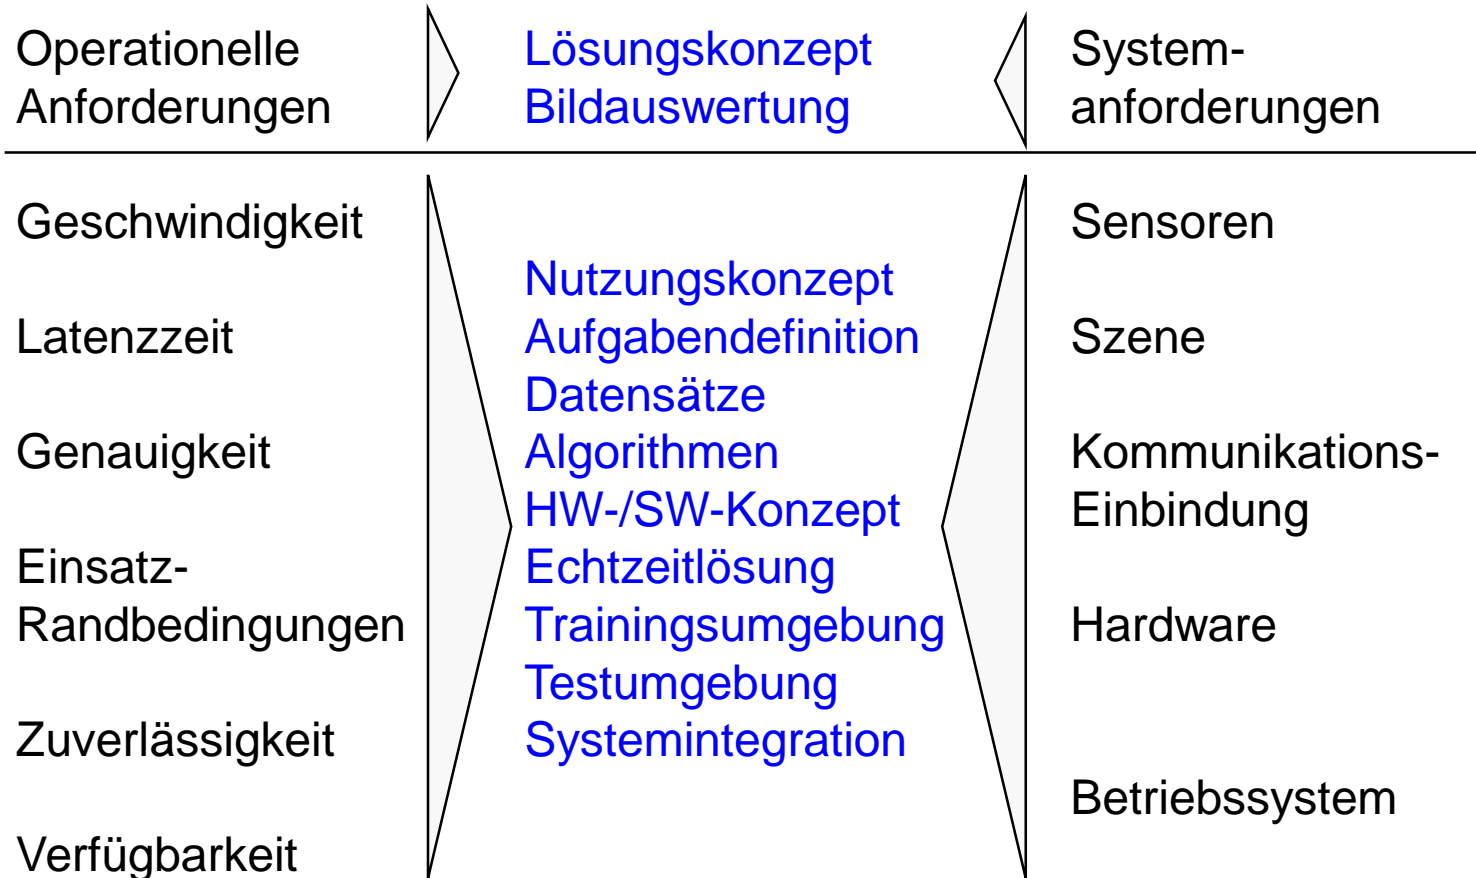 Operationelle
Anforderungen
Lösungskonzept
Bildauswertung
System-
anforderungen
Geschwindigkeit
Latenzzeit
Genauigkeit
Einsatz-
Randbedingungen
Zuverlässigkeit
Verfügbarkeit
Nutzungskonzept
Aufgabendefinition
Datensätze
Algorithmen
HW-/SW-Konzept
Echtzeitlösung
Trainingsumgebung
Testumgebung
Systemintegration
Sensoren
Szene
Kommunikations-
Einbindung
Hardware
Betriebssystem